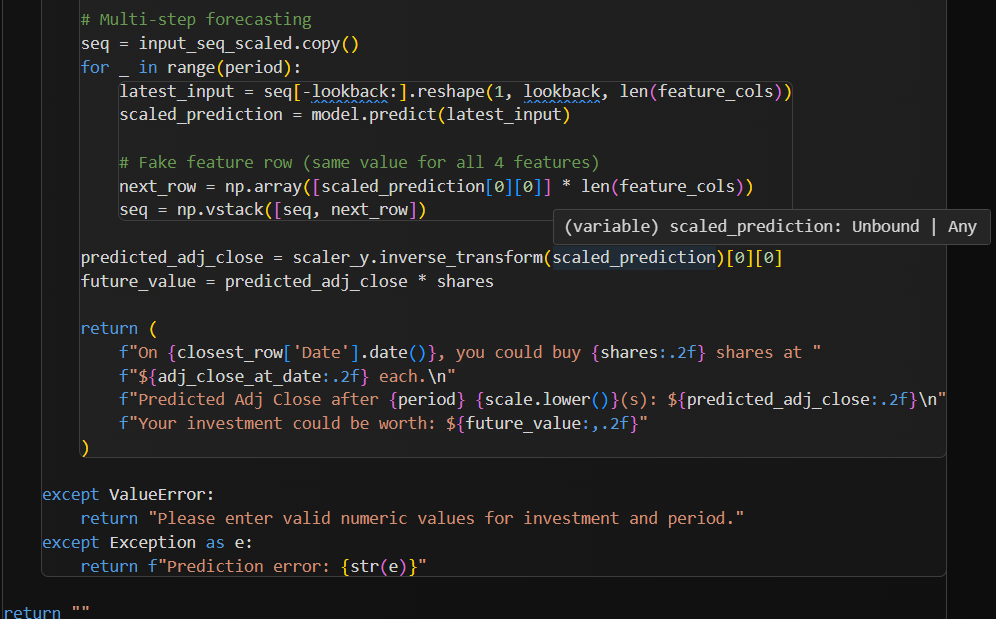 # Multi-step forecasting
seq = input_seq_scaled.copy()
for _ in range(period):
latest_input = seq[-lookback:].reshape(1, lookback, len(feature_cols))
scaled_prediction = model.predict(latest_input)
# Fake feature row (same value for all 4 features)
next_row = np.array([scaled_prediction[0][0]] * len(feature_cols))
seq = np.vstack([seq, next_row])
(variable) scaled_prediction: Unbound | Any
predicted_adj_close = scaler_y.inverse_transform(scaled_prediction)[0][0]
future_value = predicted_adj_close * shares
return (
f"On {closest_row['Date'].date()}, you could buy {shares:.2f} shares at "
f"${adj_close_at_date:.2f} each.\n"
f"Predicted Adj Close after {period} {scale.lower()}(s): ${predicted_adj_close:.2f}\n"
f"Your investment could be worth: ${future_value:,.2f}"
)
except ValueError:
return "Please enter valid numeric values for investment and period."
except Exception as e:
return f"Prediction error: {str(e)}"
return ""